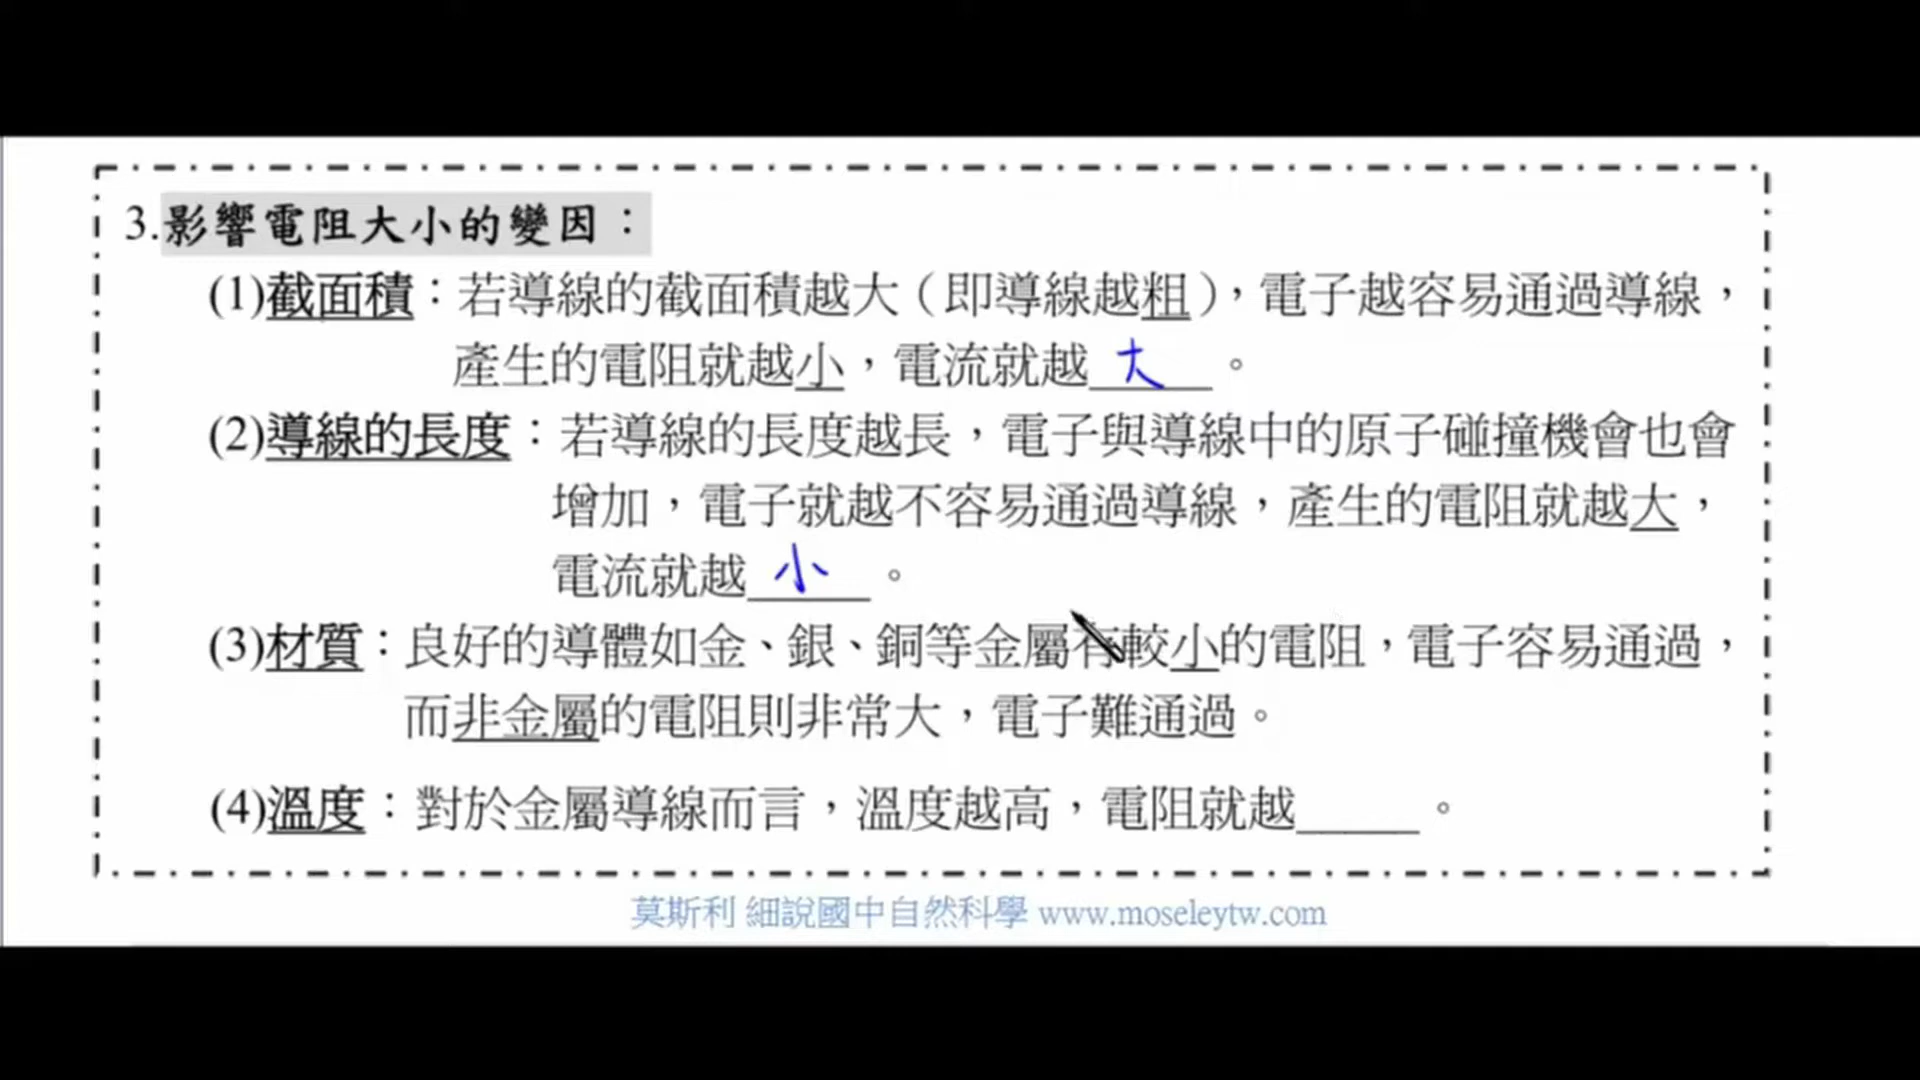 3.影響電阻大小的變因：
(1)截面積：若導線的截面積越大（即導線越粗），電子越容易通過導線，
產生的電阻就越小，電流就越 大 。
(2)導線的長度：若導線的長度越長，電子與導線中的原子碰撞機會也會
增加，電子就越不容易通過導線，產生的電阻就越大，
電流就越 小 。
(3)材質：良好的導體如金、銀、銅等金屬有較小的電阻，電子容易通過，
而非金屬的電阻則非常大，電子難通過。
(4)溫度：對於金屬導線而言，溫度越高，電阻就越_____。
莫斯利 細說國中自然科學 www.moseleytw.com